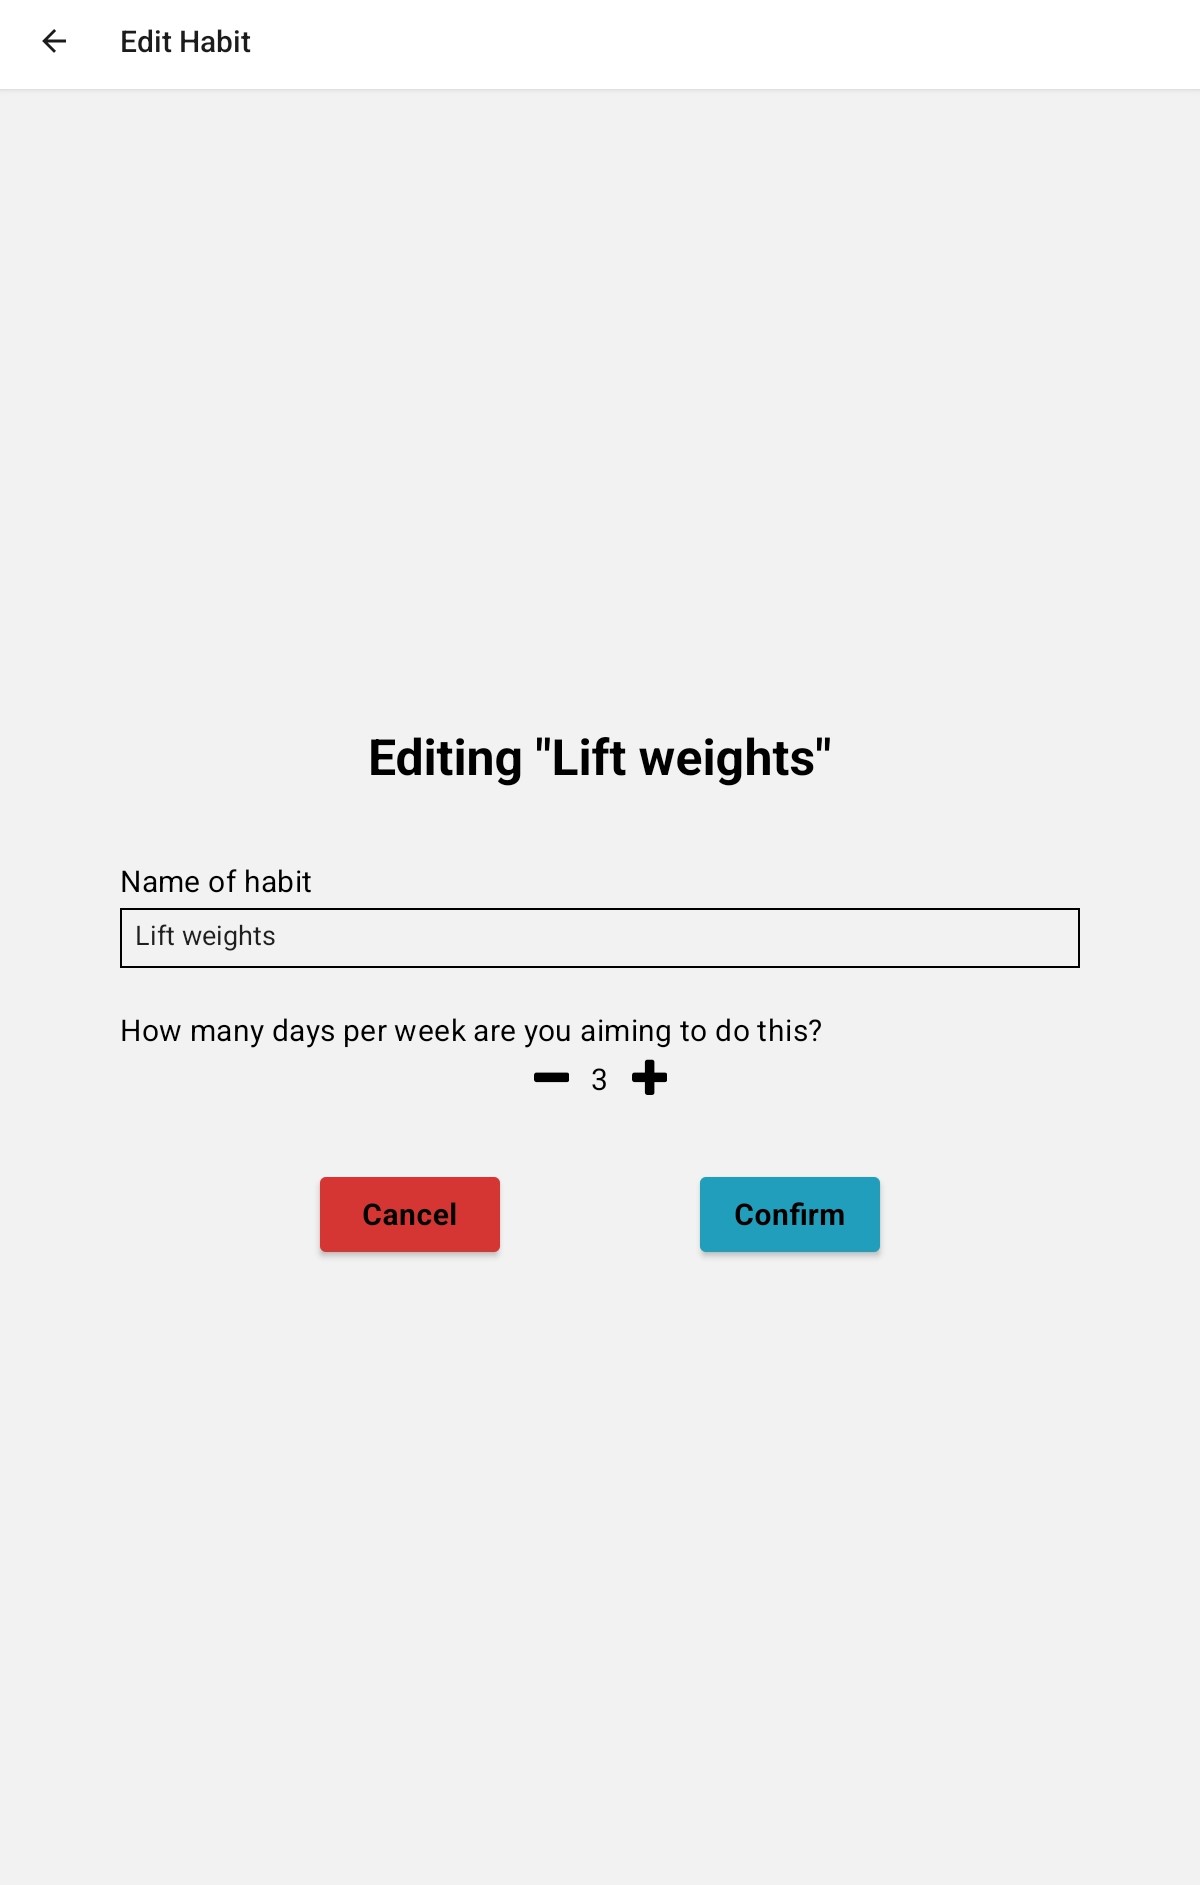 Edit Habit
Editing "Lift weights"
Name of habit
Lift weights
How many days per week are you aiming to do this?
3
Cancel
Confirm